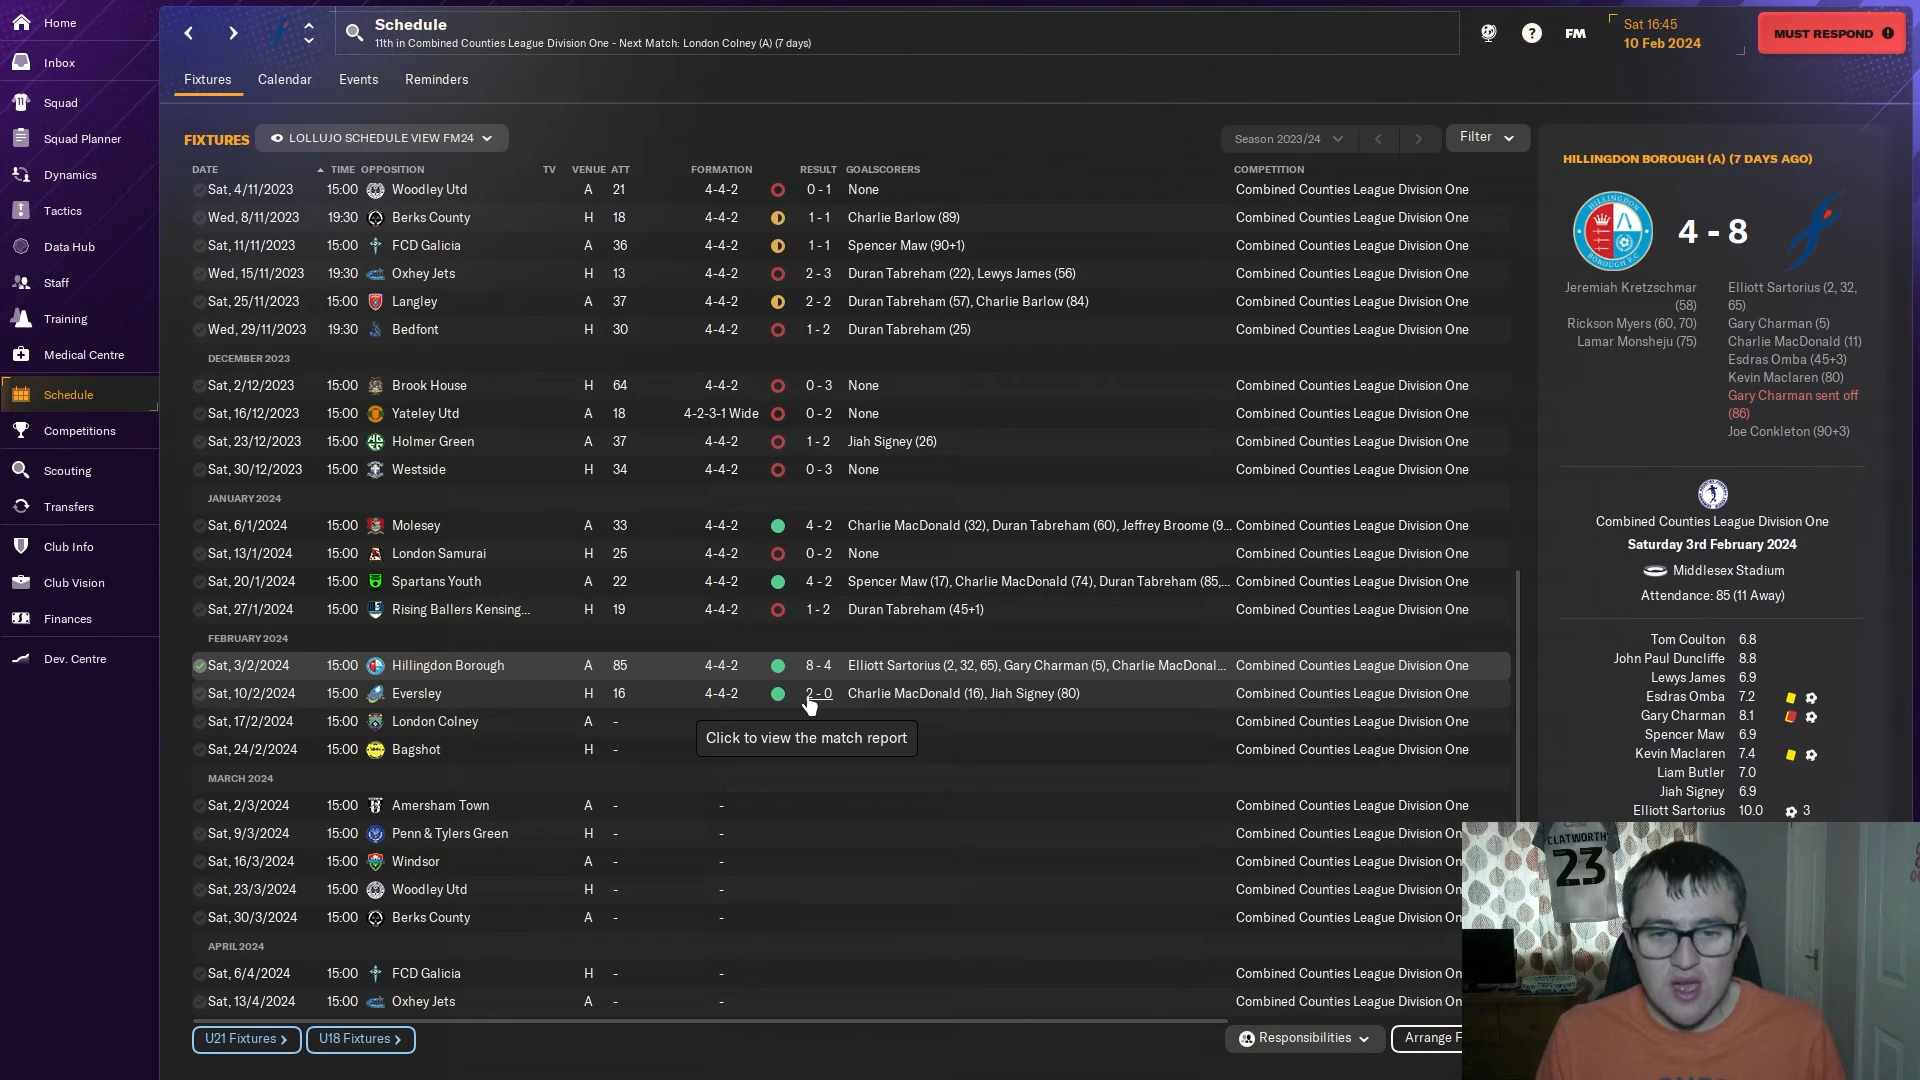 Home
Inbox
Squad
Squad Planner
Dynamics
Tactics
Data Hub
Staff
Training
Medical Centre
Schedule
Competitions
Scouting
Transfers
Club Info
Club Vision
Finances
Dev. Centre
Schedule
11th in Combined Counties League Division One - Next Match: London Colney (A) (7 days)
FM
Sat 16:45
10 Feb 2024
MUST RESPOND
Fixtures Calendar Events Reminders
FIXTURES LOLLUJO SCHEDULE VIEW FM24 Season 2023/24 Filter
DATE TIME OPPOSITION TV VENUE ATT FORMATION RESULT GOALSCORERS COMPETITION
Sat, 4/11/2023 15:00 Woodley Utd A 21 4-4-2 0 - 1 None Combined Counties League Division One
Wed, 8/11/2023 19:30 Berks County H 18 4-4-2 1 - 1 Charlie Barlow (89) Combined Counties League Division One
Sat, 11/11/2023 15:00 FCD Galicia A 36 4-4-2 1 - 1 Spencer Maw (90+1) Combined Counties League Division One
Wed, 15/11/2023 19:30 Oxhey Jets H 13 4-4-2 2 - 3 Duran Tabreham (22), Lewys James (56) Combined Counties League Division One
Sat, 25/11/2023 15:00 Langley A 37 4-4-2 2 - 2 Duran Tabreham (57), Charlie Barlow (84) Combined Counties League Division One
Wed, 29/11/2023 19:30 Bedfont H 30 4-4-2 1 - 2 Duran Tabreham (25) Combined Counties League Division One
DECEMBER 2023
Sat, 2/12/2023 15:00 Brook House H 64 4-4-2 0 - 3 None Combined Counties League Division One
Sat, 16/12/2023 15:00 Yateley Utd A 18 4-2-3-1 Wide 0 - 2 None Combined Counties League Division One
Sat, 23/12/2023 15:00 Holmer Green A 37 4-4-2 1 - 2 Jiah Signey (26) Combined Counties League Division One
Sat, 30/12/2023 15:00 Westside H 34 4-4-2 0 - 3 None Combined Counties League Division One
JANUARY 2024
Sat, 6/1/2024 15:00 Molesey A 33 4-4-2 4 - 2 Charlie MacDonald (32), Duran Tabreham (60), Jeffrey Broome (9... Combined Counties League Division One
Sat, 13/1/2024 15:00 London Samurai H 25 4-4-2 0 - 2 None Combined Counties League Division One
Sat, 20/1/2024 15:00 Spartans Youth A 22 4-4-2 4 - 2 Spencer Maw (17), Charlie MacDonald (74), Duran Tabreham (85,... Combined Counties League Division One
Sat, 27/1/2024 15:00 Rising Ballers Kensing... H 19 4-4-2 1 - 2 Duran Tabreham (45+1) Combined Counties League Division One
FEBRUARY 2024
Sat, 3/2/2024 15:00 Hillingdon Borough A 85 4-4-2 8 - 4 Elliott Sartorius (2, 32, 65), Gary Charman (5), Charlie MacDonal... Combined Counties League Division One
Sat, 10/2/2024 15:00 Eversley H 16 4-4-2 2 - 0 Charlie MacDonald (16), Jiah Signey (80) Combined Counties League Division One
Sat, 17/2/2024 15:00 London Colney A - Combined Counties League Division One
Click to view the match report
Sat, 24/2/2024 15:00 Bagshot H - Combined Counties League Division One
MARCH 2024
Sat, 2/3/2024 15:00 Amersham Town A - - Combined Counties League Division One
Sat, 9/3/2024 15:00 Penn & Tylers Green H - - Combined Counties League Division One
Sat, 16/3/2024 15:00 Windsor A - - Combined Counties League Division One
Sat, 23/3/2024 15:00 Woodley Utd H - - Combined Counties League Division One
Sat, 30/3/2024 15:00 Berks County A - - Combined Counties League Division On
APRIL 2024
Sat, 6/4/2024 15:00 FCD Galicia H - - Combined Counties League Division On
Sat, 13/4/2024 15:00 Oxhey Jets A - - Combined Counties League Division On
U21 Fixtures U18 Fixtures Responsibilities Arrange F
HILLINGDON BOROUGH (A) (7 DAYS AGO)
4 - 8
Jeremiah Kretzschmar
(58)
Rickson Myers (60, 70)
Lamar Monsheju (75)
Elliott Sartorius (2, 32,
65)
Gary Charman (5)
Charlie MacDonald (11)
Esdras Omba (45+3)
Kevin Maclaren (80)
Gary Charman sent off
(86)
Joe Conkleton (90+3)
Combined Counties League Division One
Saturday 3rd February 2024
Middlesex Stadium
Attendance: 85 (11 Away)
Tom Coulton 6.8
John Paul Duncliffe 8.8
Lewys James 6.9
Esdras Omba 7.2
Gary Charman 8.1
Spencer Maw 6.9
Kevin Maclaren 7.4
Liam Butler 7.0
Jiah Signey 6.9
Elliott Sartorius 10.0 3
CLATWORTHY
23